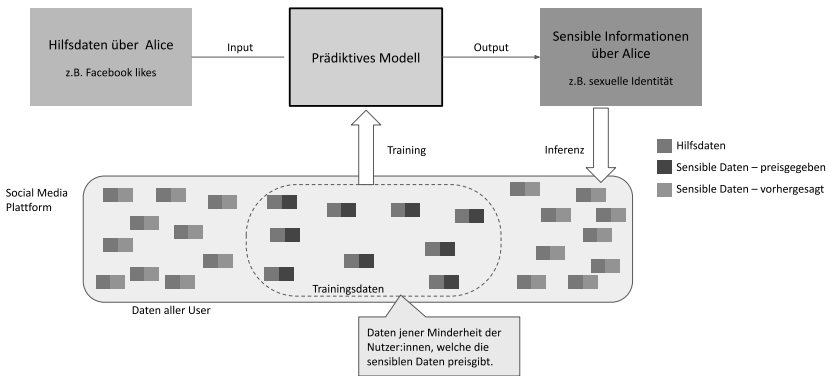 Hilfsdaten über  Alice
z.B. Facebook likes
Input
Prädiktives Modell
Output
Sensible Informationen
über Alice
z.B. sexuelle Identität
Training
Inferenz
Hilfsdaten
Sensible Daten – preisgegeben
Sensible Daten – vorhergesagt
Social Media
Plattform
Trainingsdaten
Daten aller User
Daten jener Minderheit der
Nutzer:innen, welche die
sensiblen Daten preisgibt.